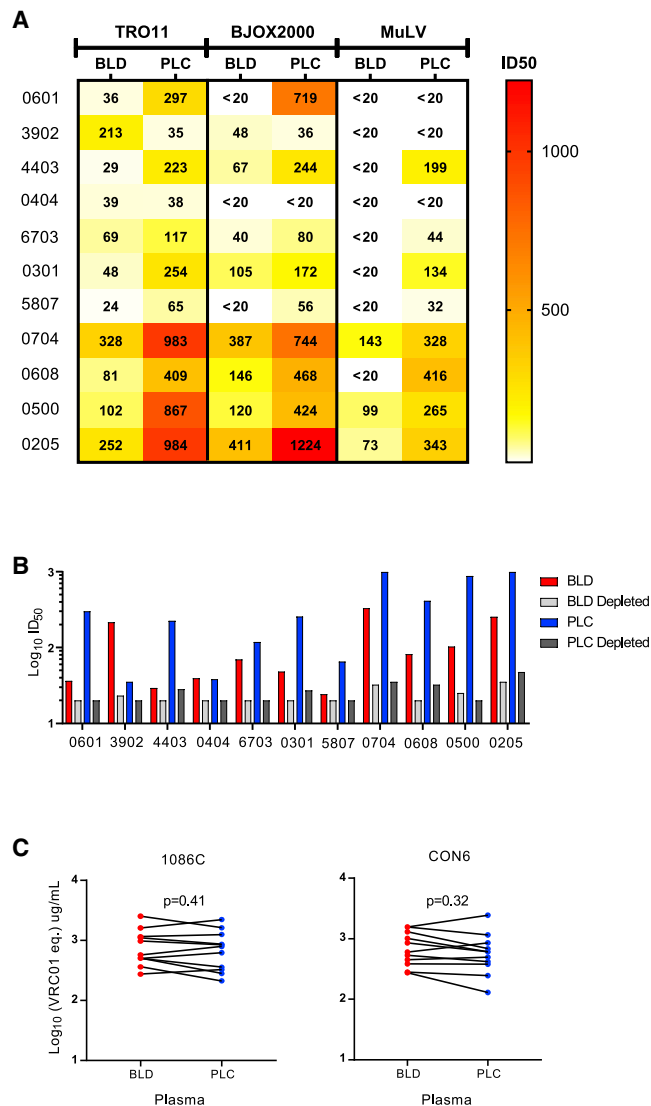 A
TRO11 BJOX2000 MuLV
BLD PLC BLD PLC BLD PLC ID50
0601 36 297 <20 719 <20 <20
3902 213 35 48 36 <20 <20
4403 29 223 67 244 <20 199
0404 39 38 <20 <20 <20 <20
6703 69 117 40 80 <20 44
0301 48 254 105 172 <20 134
5807 24 65 <20 56 <20 32
0704 328 983 387 744 143 328
0608 81 409 146 468 <20 416
0500 102 867 120 424 99 265
0205 252 984 411 1224 73 343
1000
500
B
Log10 ID50
3
2
1
0601 3902 4403 0404 6703 0301 5807 0704 0608 0500 0205
BLD
BLD Depleted
PLC
PLC Depleted
C
1086C
p=0.41
Log10 (VRC01 eq.) ug/mL
4
3
2
1
BLD PLC
Plasma
CON6
p=0.32
4
3
2
1
BLD PLC
Plasma